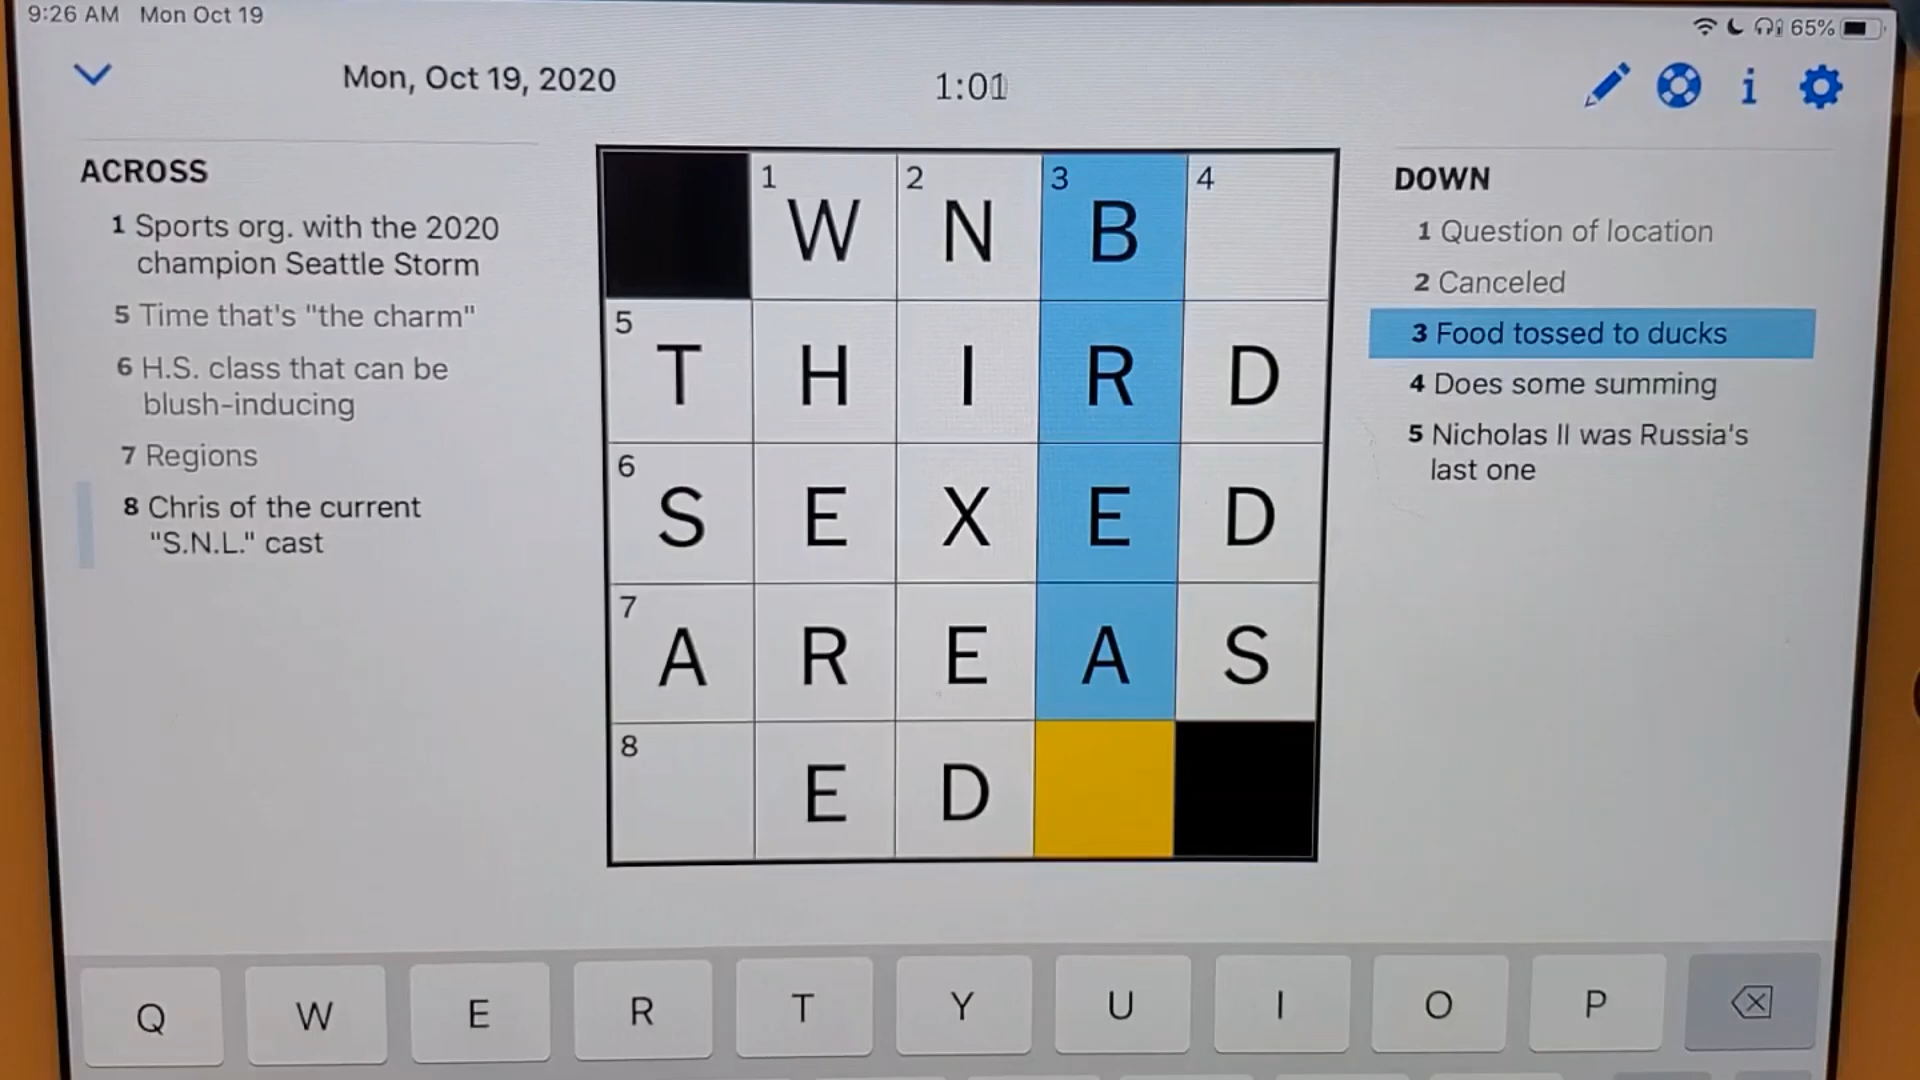 9:26 AM Mon Oct 19
65%
Mon, Oct 19, 2020
1:01
i
ACROSS
1 Sports org. with the 2020
champion Seattle Storm
5 Time that's "the charm"
6 H.S. class that can be
blush-inducing
7 Regions
8 Chris of the current
"S.N.L." cast
1 2 3 4
W N B
5
T H I R D
6
S E X E D
7
A R E A S
8
E D
DOWN
1 Question of location
2 Canceled
3 Food tossed to ducks
4 Does some summing
5 Nicholas II was Russia's
last one
Q W E R T Y U I O P